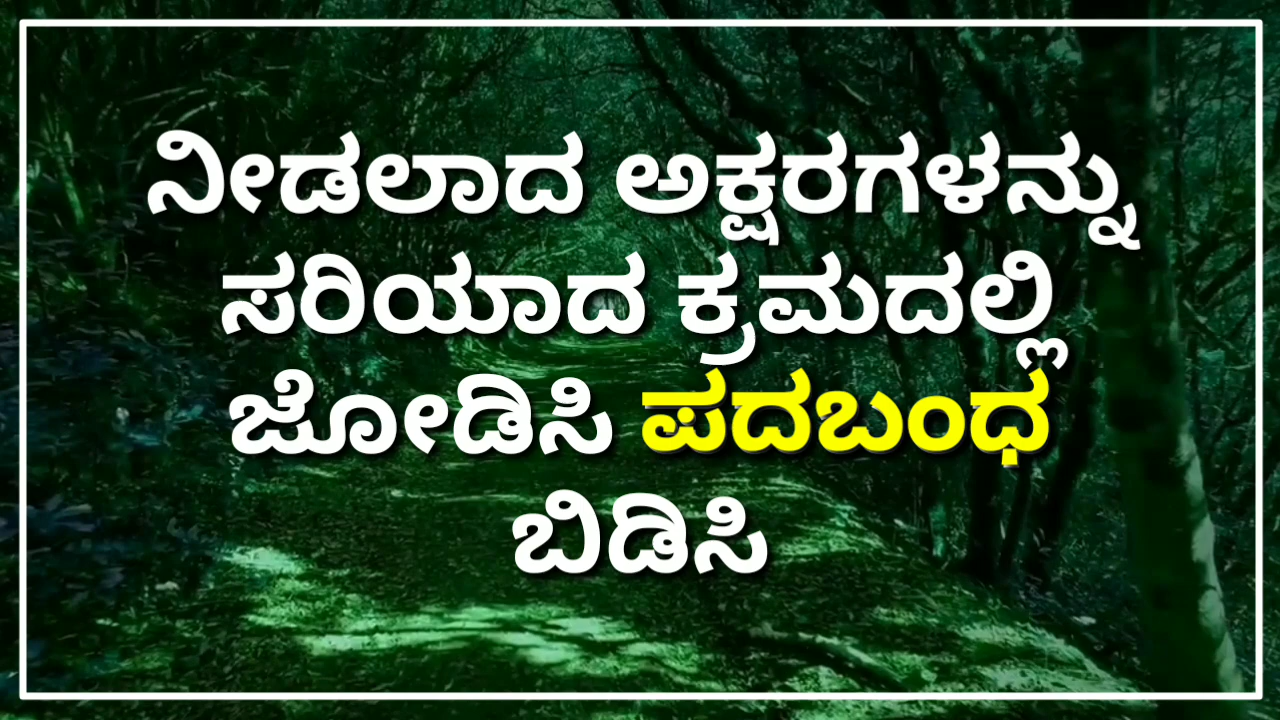 ನೀಡಲಾದ ಅಕ್ಷರಗಳನ್ನು
ಸರಿಯಾದ ಕ್ರಮದಲ್ಲಿ
ಜೋಡಿಸಿ ಪದಬಂಧ
ಬಿಡಿಸಿ